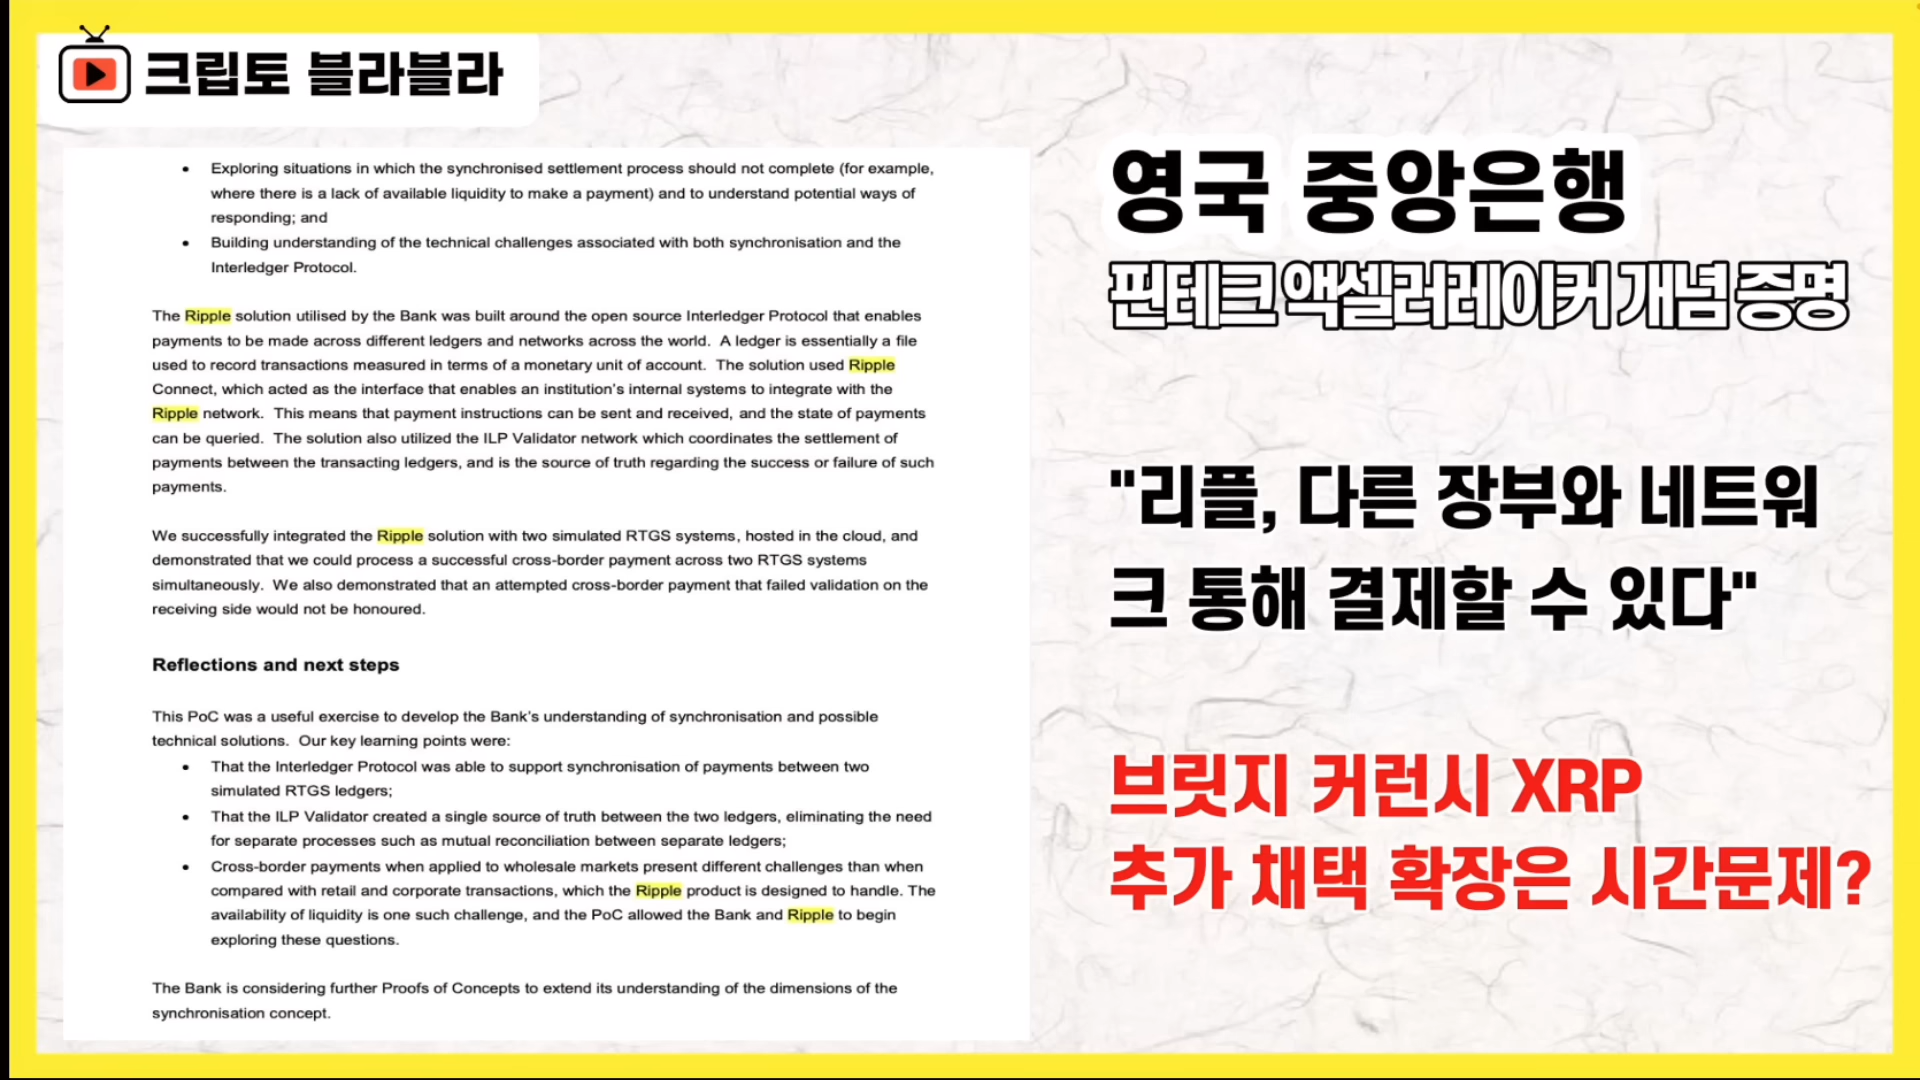 크립토 블라블라
• Exploring situations in which the synchronised settlement process should not complete (for example,
where there is a lack of available liquidity to make a payment) and to understand potential ways of
responding; and
• Building understanding of the technical challenges associated with both synchronisation and the
Interledger Protocol.
The Ripple solution utilised by the Bank was built around the open source Interledger Protocol that enables
payments to be made across different ledgers and networks across the world. A ledger is essentially a file
used to record transactions measured in terms of a monetary unit of account. The solution used Ripple
Connect, which acted as the interface that enables an institution's internal systems to integrate with the
Ripple network. This means that payment instructions can be sent and received, and the state of payments
can be queried. The solution also utilized the ILP Validator network which coordinates the settlement of
payments between the transacting ledgers, and is the source of truth regarding the success or failure of such
payments.
We successfully integrated the Ripple solution with two simulated RTGS systems, hosted in the cloud, and
demonstrated that we could process a successful cross-border payment across two RTGS systems
simultaneously. We also demonstrated that an attempted cross-border payment that failed validation on the
receiving side would not be honoured.
Reflections and next steps
This PoC was a useful exercise to develop the Bank's understanding of synchronisation and possible
technical solutions. Our key learning points were:
• That the Interledger Protocol was able to support synchronisation of payments between two
simulated RTGS ledgers;
• That the ILP Validator created a single source of truth between the two ledgers, eliminating the need
for separate processes such as mutual reconciliation between separate ledgers;
• Cross-border payments when applied to wholesale markets present different challenges than when
compared with retail and corporate transactions, which the Ripple product is designed to handle. The
availability of liquidity is one such challenge, and the PoC allowed the Bank and Ripple to begin
exploring these questions.
The Bank is considering further Proofs of Concepts to extend its understanding of the dimensions of the
synchronisation concept.
영국 중앙은행
핀테크 액셀러레이커 개념 증명
"리플, 다른 장부와 네트워
크 통해 결제할 수 있다"
브릿지 커런시 XRP
추가 채택 확장은 시간문제?